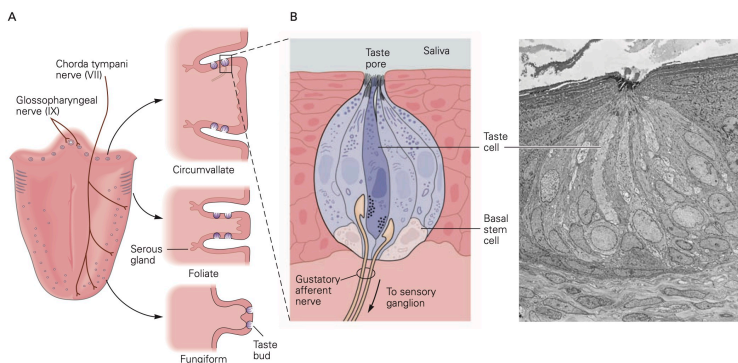 A
Chorda tympani
nerve (VII)
Glossopharyngeal
nerve (IX)
Circumvallate
Serous
gland
Foliate
Fungiform
Taste
bud
B
Taste
pore
Saliva
Taste
cell
Basal
stem
cell
Gustatory
afferent
nerve
To sensory
ganglion